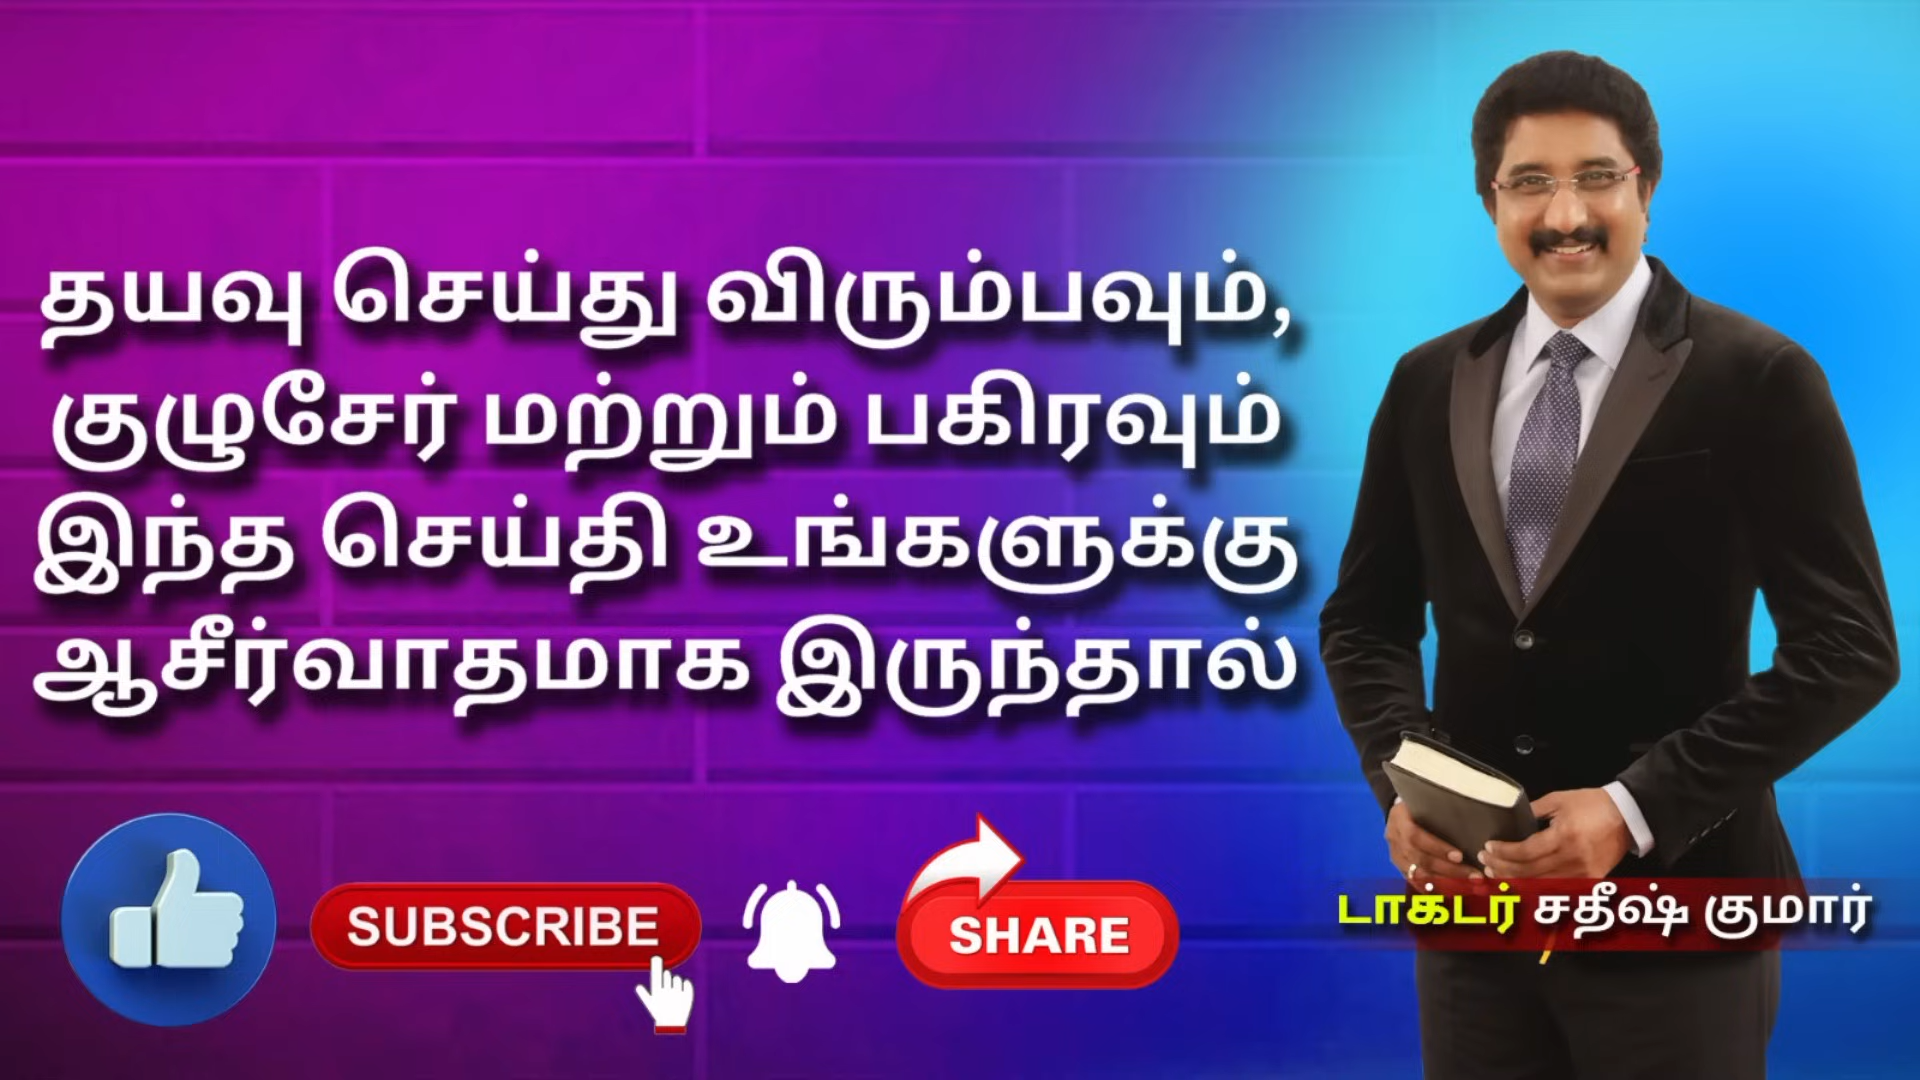 தயவு செய்து விரும்பவும்,
குழுசேர் மற்றும் பகிரவும்
இந்த செய்தி உங்களுக்கு
ஆசீர்வாதமாக இருந்தால்
SUBSCRIBE
SHARE
டாக்டர் சதீஷ் குமார்